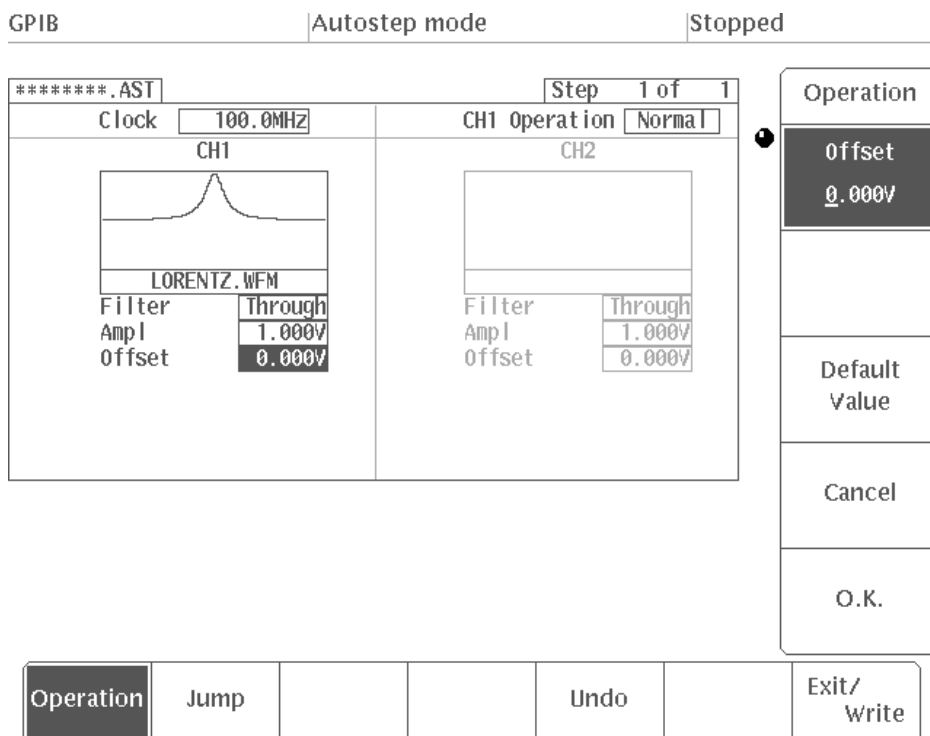 GPIB Autostep mode Stopped
********.AST Step 1 of 1
Clock 100.0MHz CH1 Operation Normal
CH1 CH2
LORENTZ.WFM
Filter Through Filter Through
Ampl 1.000V Ampl 1.000V
Offset 0.000V Offset 0.000V
Operation
Offset
0.000V
Default
Value
Cancel
O.K.
Operation Jump Undo Exit/
Write